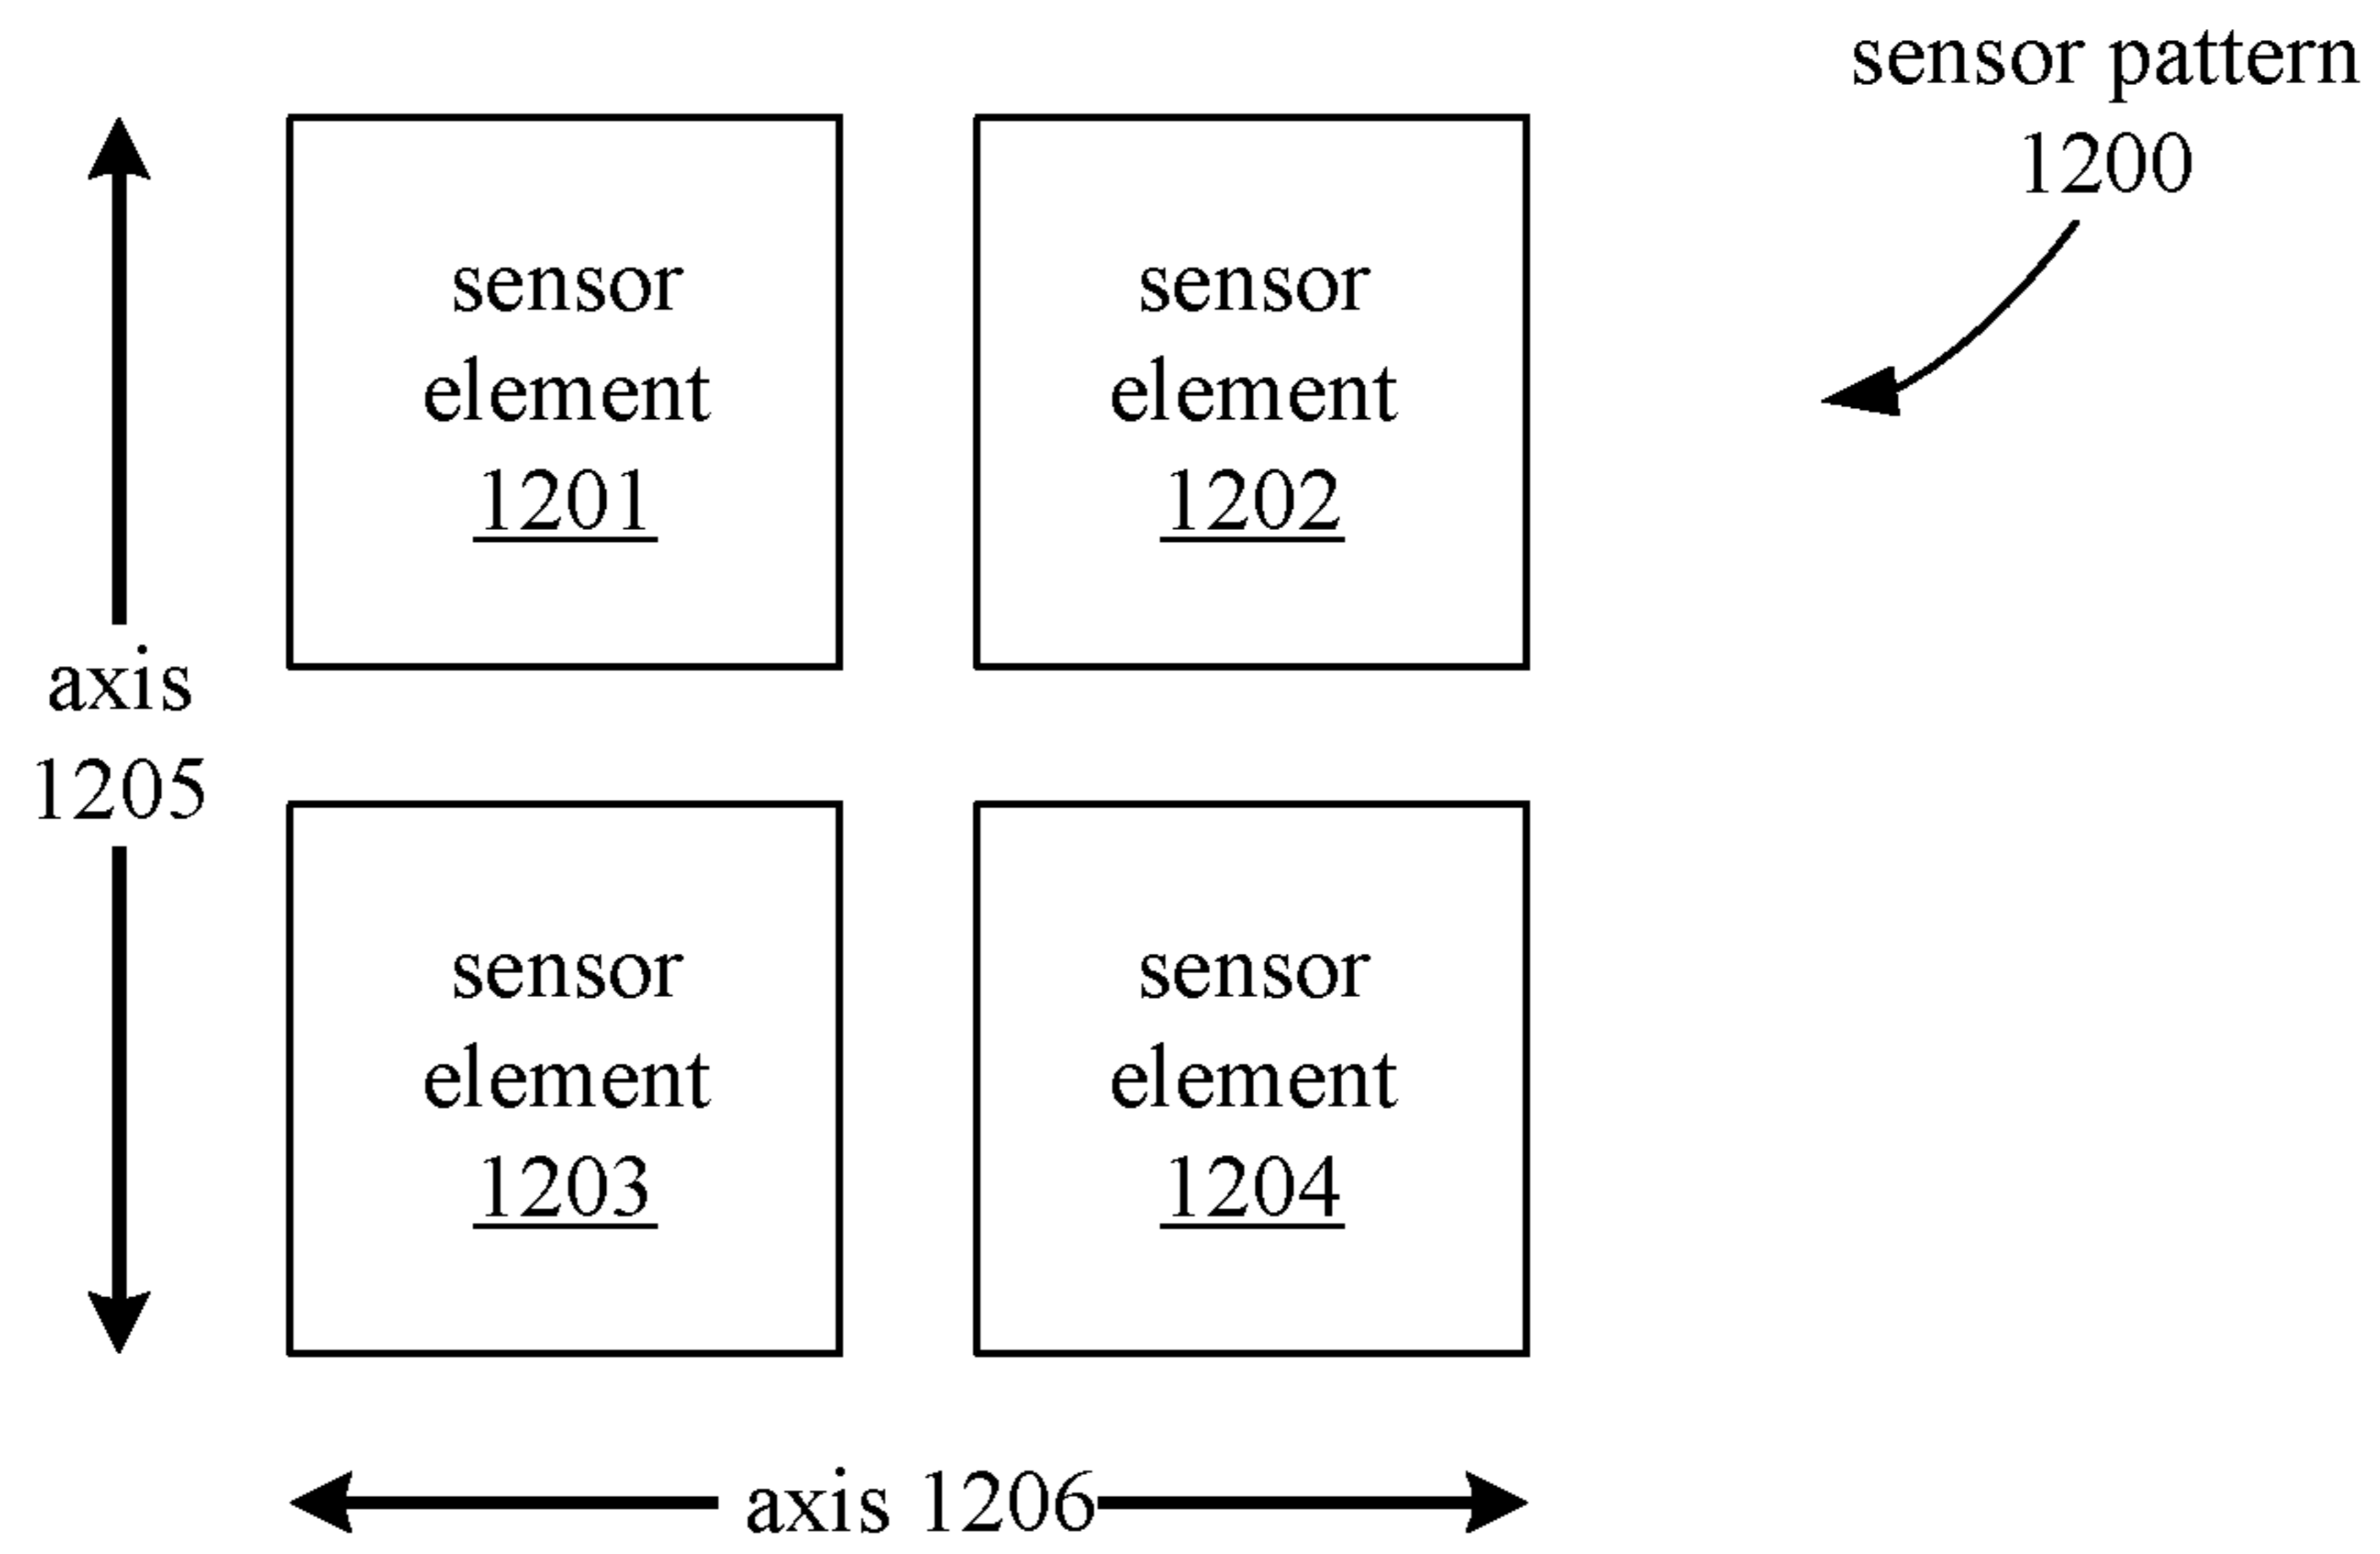 sensor pattern
1200
sensor
element
1201
sensor
element
1202
axis
1205
sensor
element
1203
sensor
element
1204
axis 1206